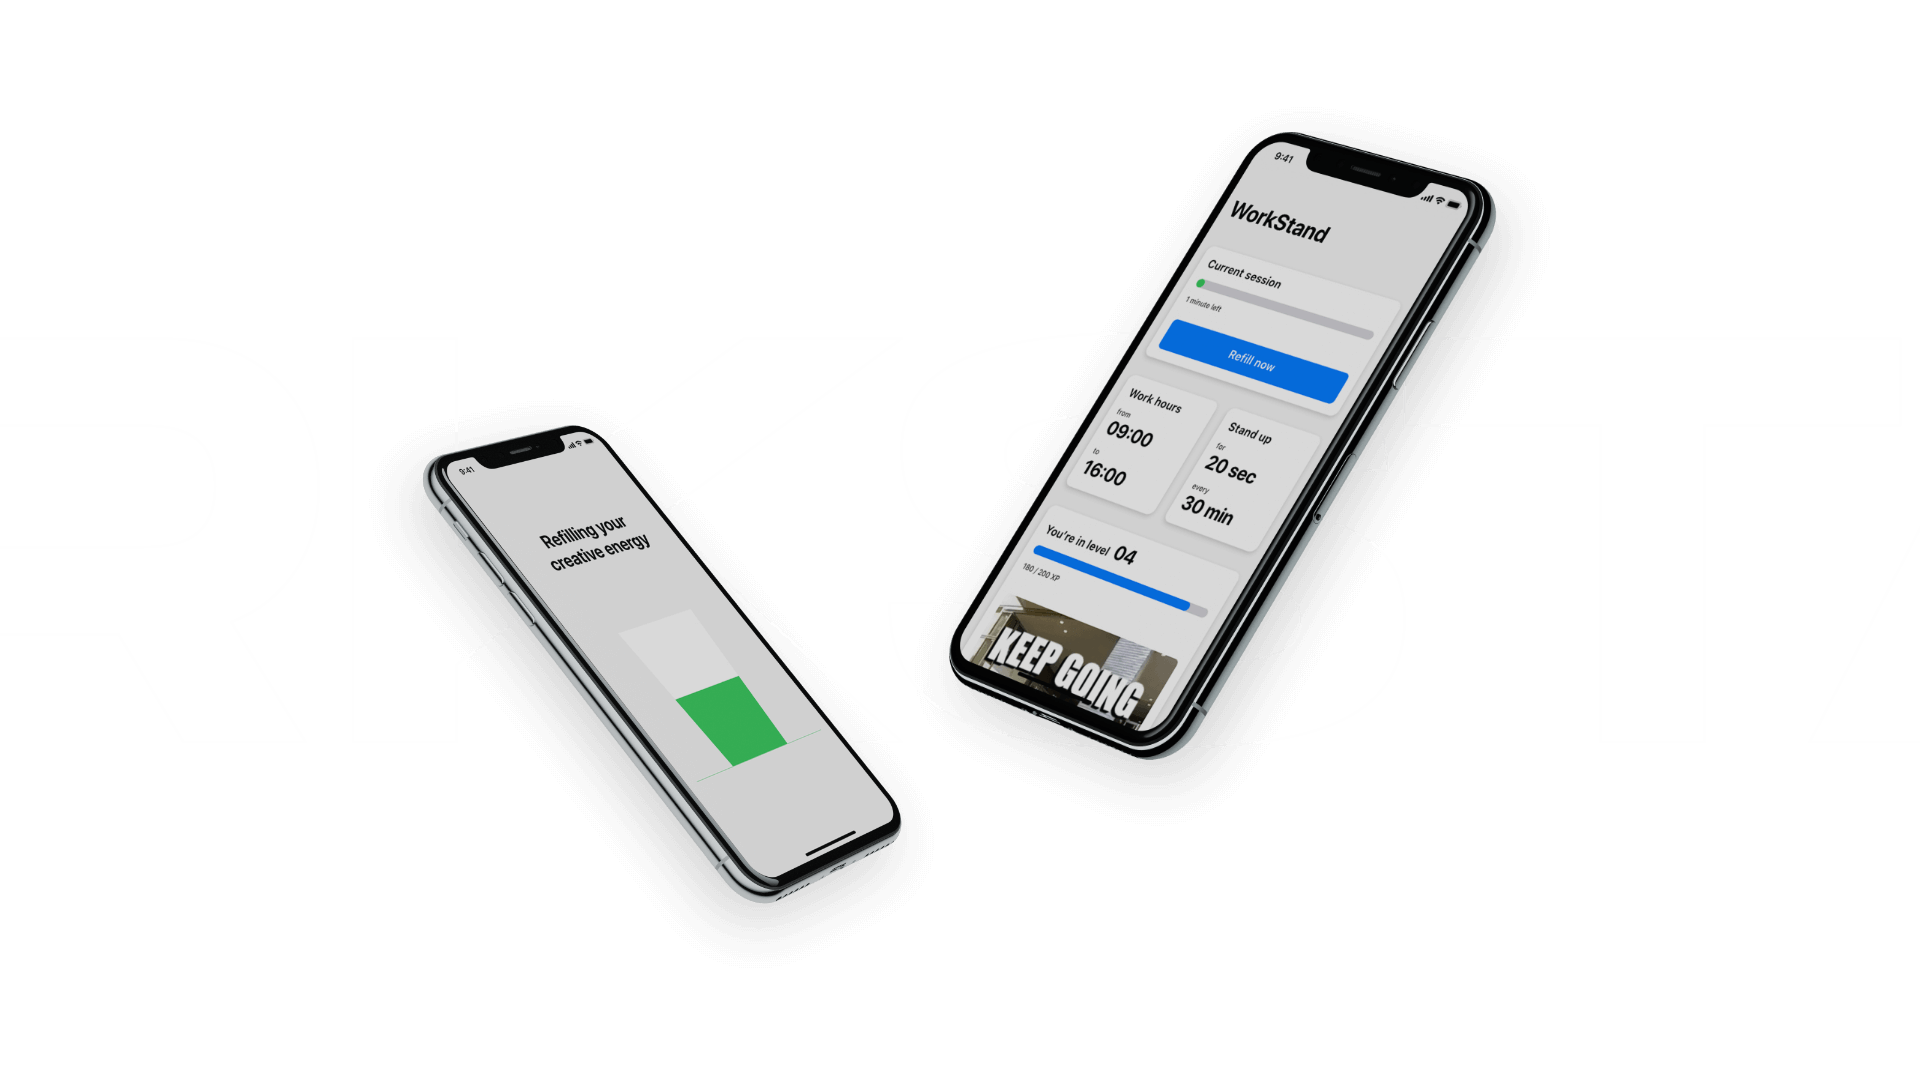 9:41
Refilling your
creative energy
9:41
WorkStand
Current session
1 minute left
Refill now
Work hours
from
09:00
to
16:00
Stand up
for
20 sec
every
30 min
You're in level 04
180 / 200 XP
KEEP GOING